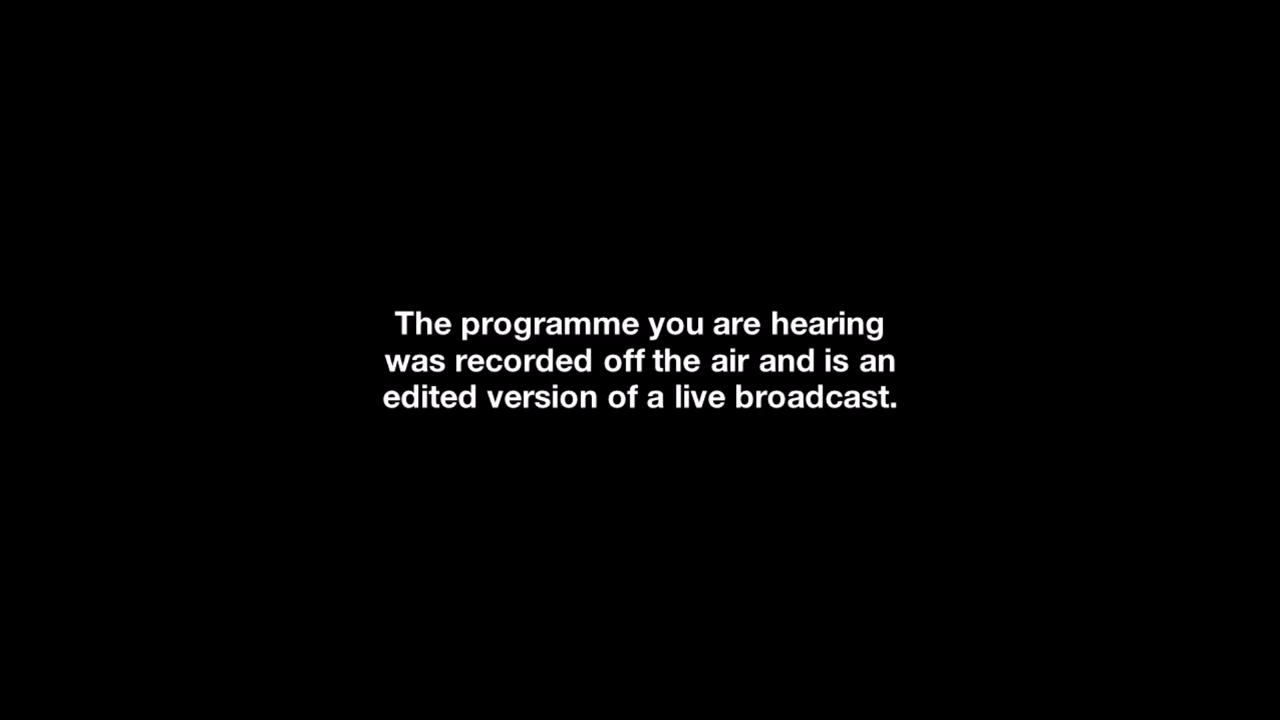 The programme you are hearing
was recorded off the air and is an
edited version of a live broadcast.